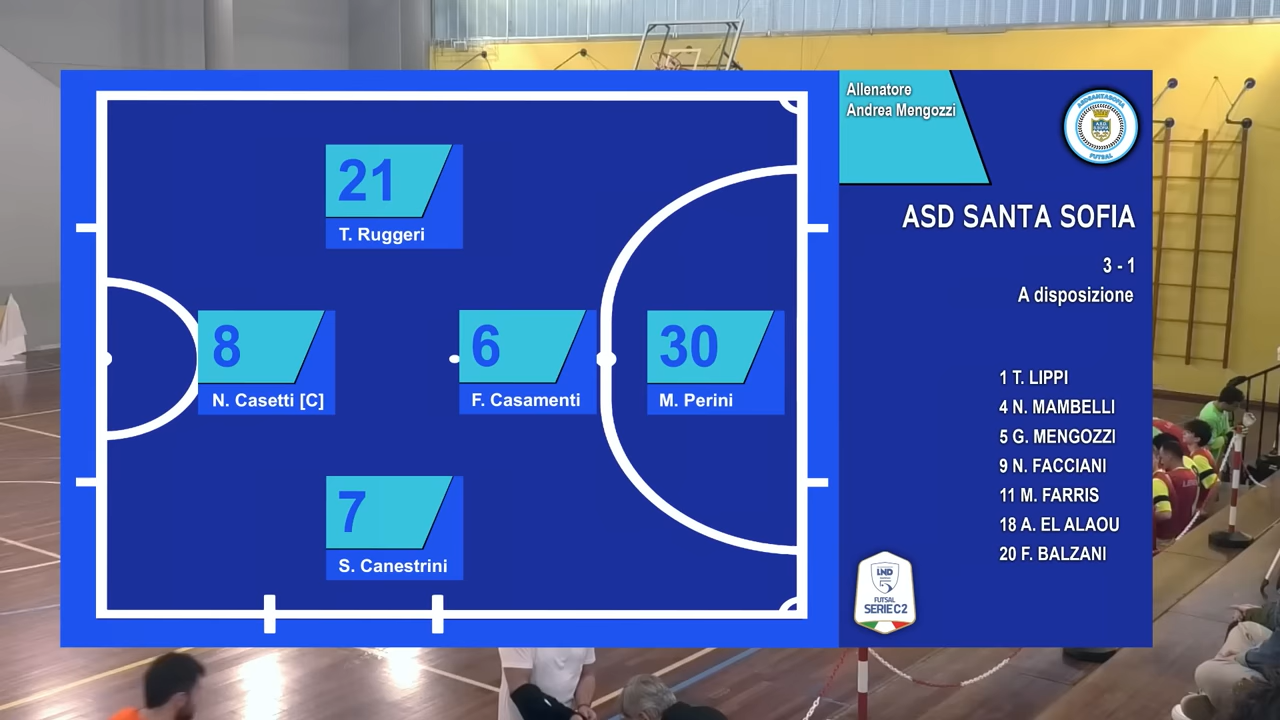 21
T. Ruggeri
8
N. Casetti [C]
6
F. Casamenti
30
M. Perini
7
S. Canestrini
Allenatore
Andrea Mengozzi
ASDSANTASOFIA
FUTSAL
ASD SANTA SOFIA
3 - 1
A disposizione
1 T. LIPPI
4 N. MAMBELLI
5 G. MENGOZZI
9 N. FACCIANI
11 M. FARRIS
18 A. EL ALAOU
20 F. BALZANI
LND
FUTSAL
SERIE C2